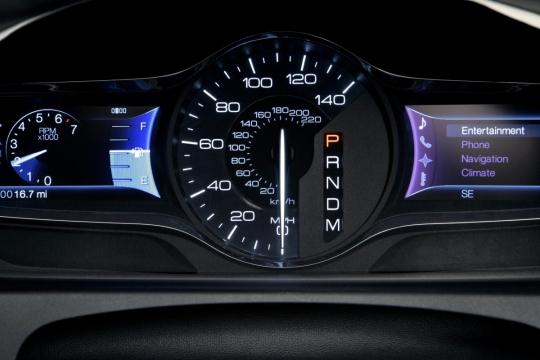 4 5 6 7
3
2
1
0
RPM
x1000
F
E
00016.7 mi
0
20
40
60
80
100
120
140
MPH
20
40
60
80
100
120
140
160
180
200
220
km/h
P
R
N
D
M
Entertainment
Phone
Navigation
Climate
SE